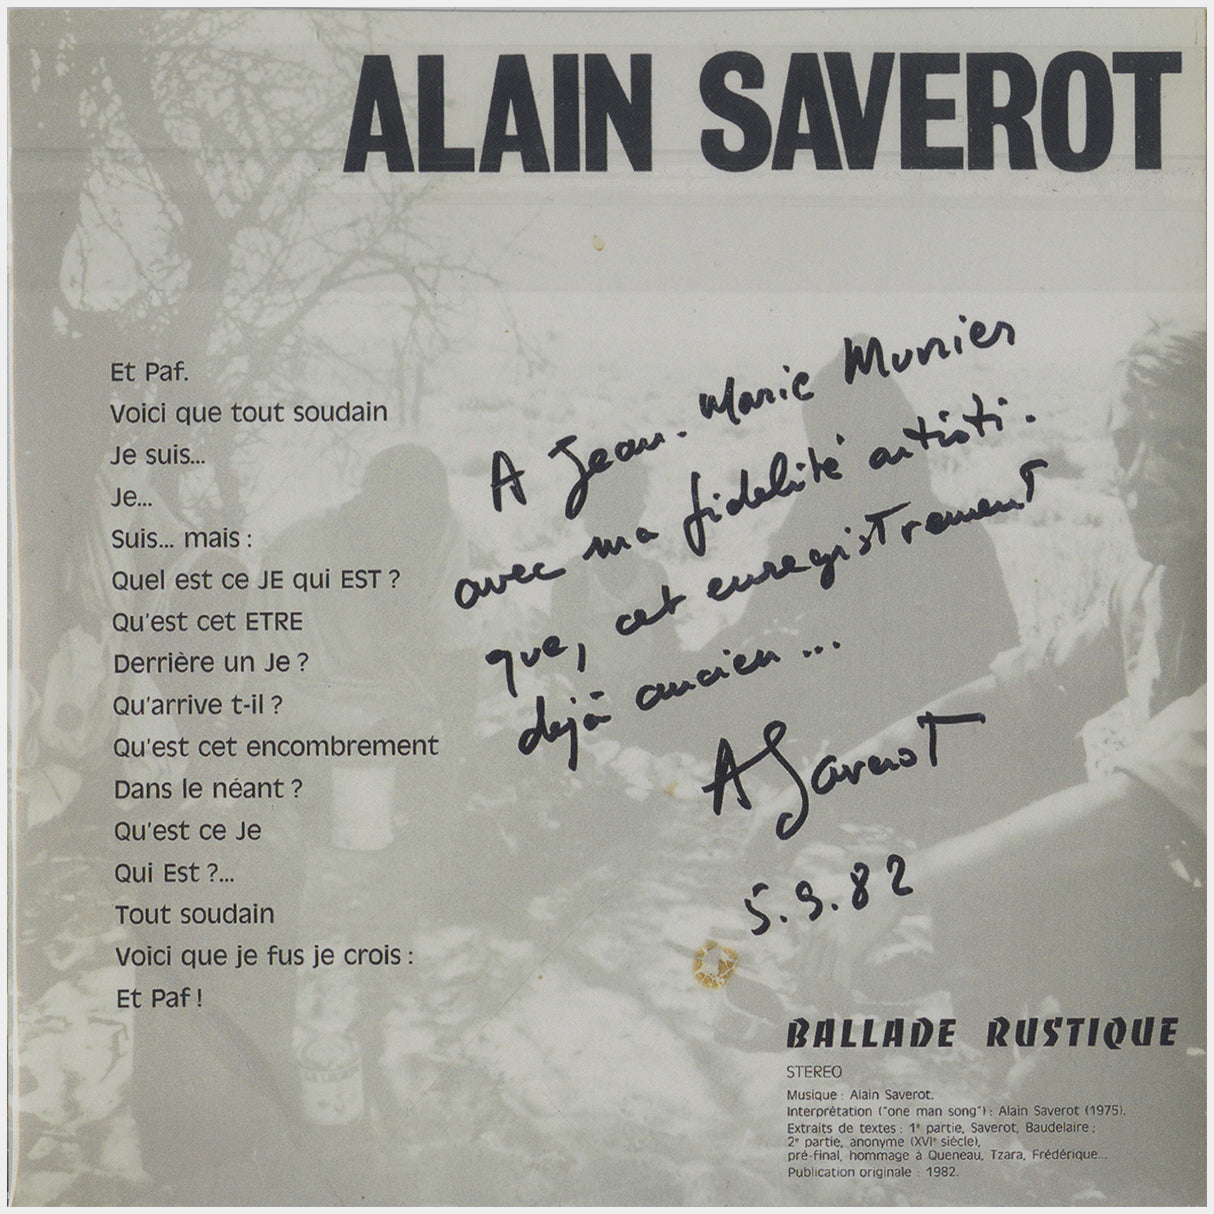 ALAIN SAVEROT
Et Paf.
Voici que tout soudain
Je suis...
Je...
Suis... mais :
Quel est ce JE qui EST ?
Qu'est cet ETRE
Derrière un Je ?
Qu'arrive t-il ?
Qu'est cet encombrement
Dans le néant ?
Qu'est ce Je
Qui Est ?...
Tout soudain
Voici que je fus je crois :
Et Paf !
A Jean-Marie Munier
avec ma fidelité artisti-
que, cet enregistrement
dejà ancien...
A Saverot
5.9.82
BALLADE RUSTIQUE
STEREO
Musique : Alain Saverot.
Interprêtation ("one man song") : Alain Saverot (1975).
Extraits de textes : 1e partie, Saverot, Baudelaire ;
2e partie, anonyme (XVIe siècle),
pré-final, hommage à Queneau, Tzara, Frédérique...
Publication originale : 1982.